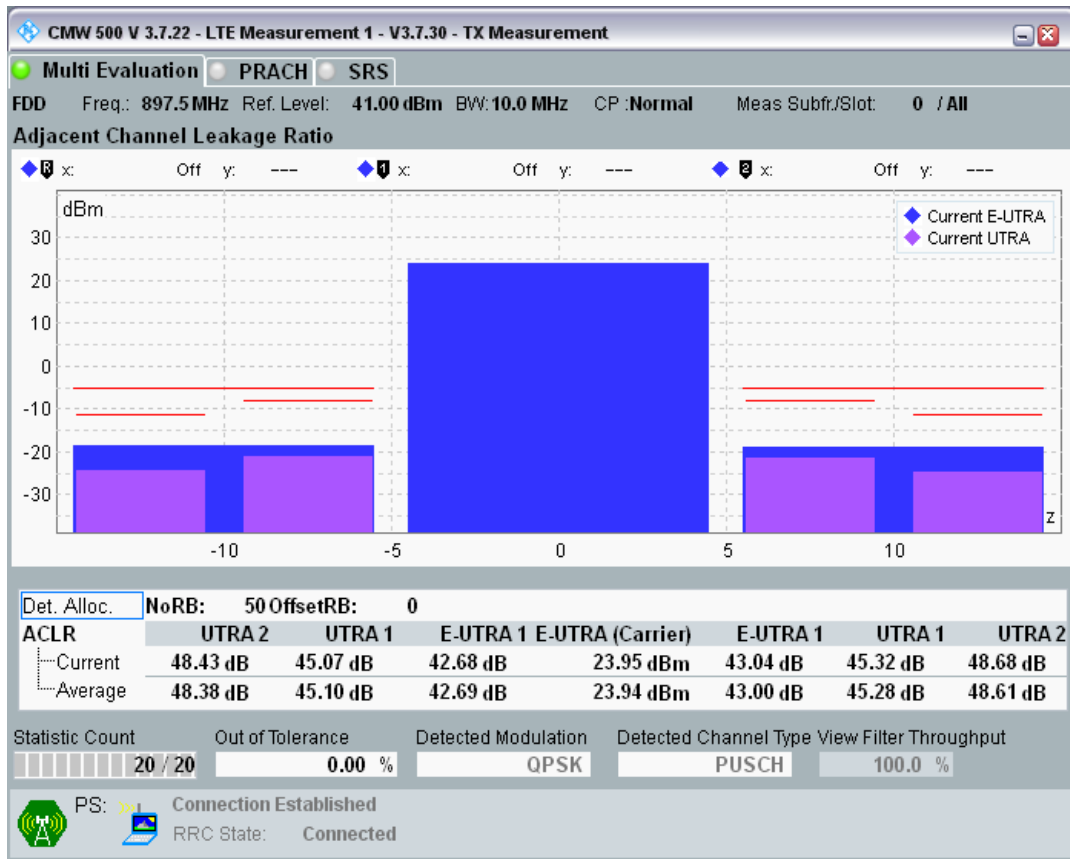 CMW 500 V 3.7.22 - LTE Measurement 1 - V3.7.30 - TX Measurement
Multi Evaluation PRACH SRS
FDD Freq.: 897.5 MHz Ref. Level: 41.00 dBm BW: 10.0 MHz CP :Normal Meas Subfr./Slot: 0 / All
Adjacent Channel Leakage Ratio
R x: Off y: --- 1 x: Off y: --- 2 x: Off y: ---
dBm
Current E-UTRA
Current UTRA
30
20
10
0
-10
-20
-30
z
-10 -5 0 5 10
Det. Alloc. NoRB: 50 OffsetRB: 0
ACLR UTRA 2 UTRA 1 E-UTRA 1 E-UTRA (Carrier) E-UTRA 1 UTRA 1 UTRA 2
Current 48.43 dB 45.07 dB 42.68 dB 23.95 dBm 43.04 dB 45.32 dB 48.68 dB
Average 48.38 dB 45.10 dB 42.69 dB 23.94 dBm 43.00 dB 45.28 dB 48.61 dB
Statistic Count Out of Tolerance Detected Modulation Detected Channel Type View Filter Throughput
20 / 20 0.00 % QPSK PUSCH 100.0 %
PS: Connection Established
RRC State: Connected